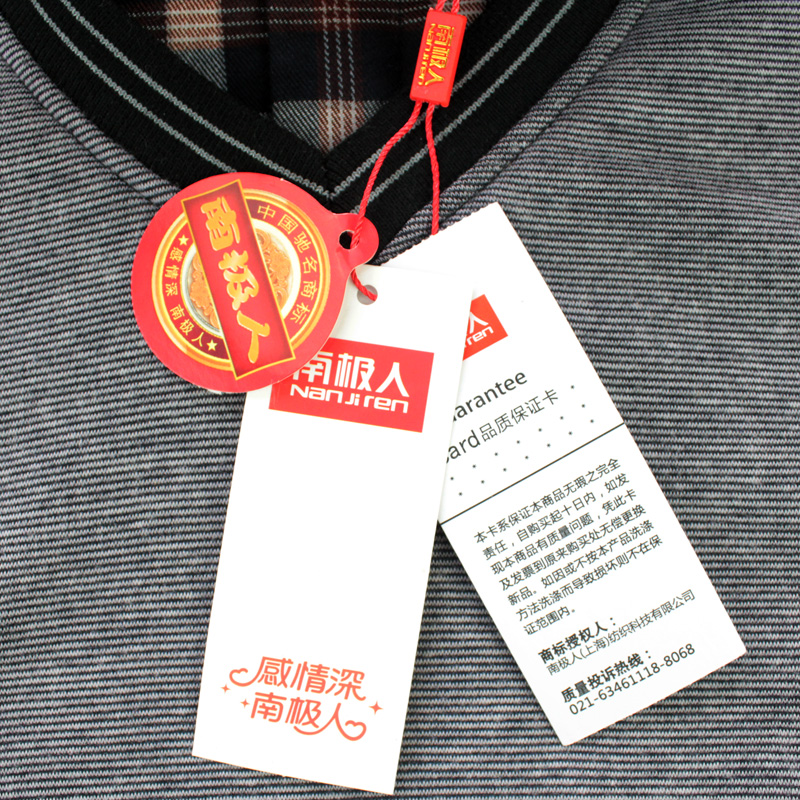 南极人
NanJiren
中国驰名商标
南极人
★感情深 南极人★
南极人
NanJiren
感情深
南极人
人
iren
uarantee
ard品质保证卡
本卡系保证本商品无瑕之完全
责任，自购买起十日内，如发
现本商品有质量问题，凭此卡
及发票到原来购买处无偿更换
新品。如因或不按本产品洗涤
方法洗涤而导致损坏则不在保
证范围内。
商标授权人：
南极人(上海)纺织科技有限公司
质量投诉热线：
021-63461118-8068